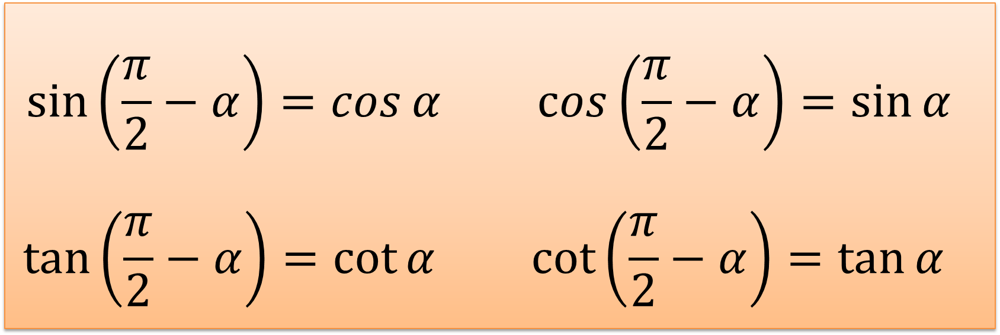 sin(π/2 − α) = cos α cos(π/2 − α) = sin α
tan(π/2 − α) = cot α cot(π/2 − α) = tan α